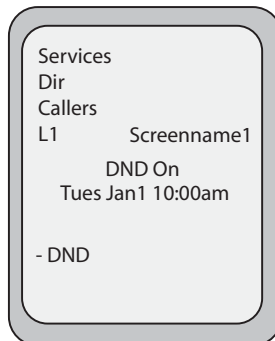 Services
Dir
Callers
L1 Screenname1
DND On
Tues Jan1 10:00am
- DND